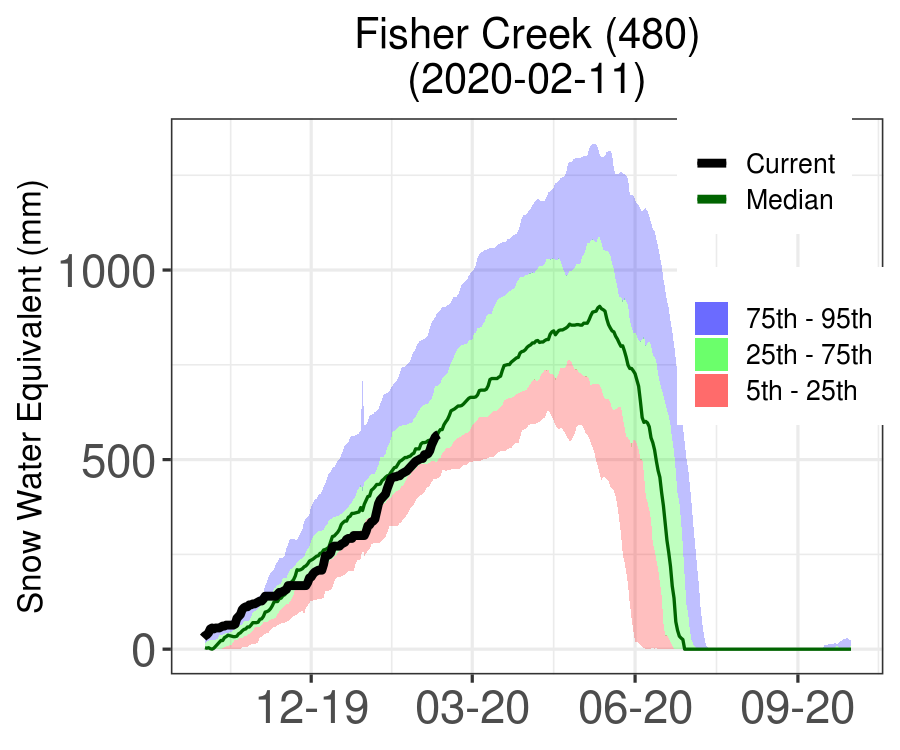 Fisher Creek (480)
(2020-02-11)
Snow Water Equivalent (mm)
1000
500
0
12-19
03-20
06-20
09-20
Current
Median
75th - 95th
25th - 75th
5th - 25th